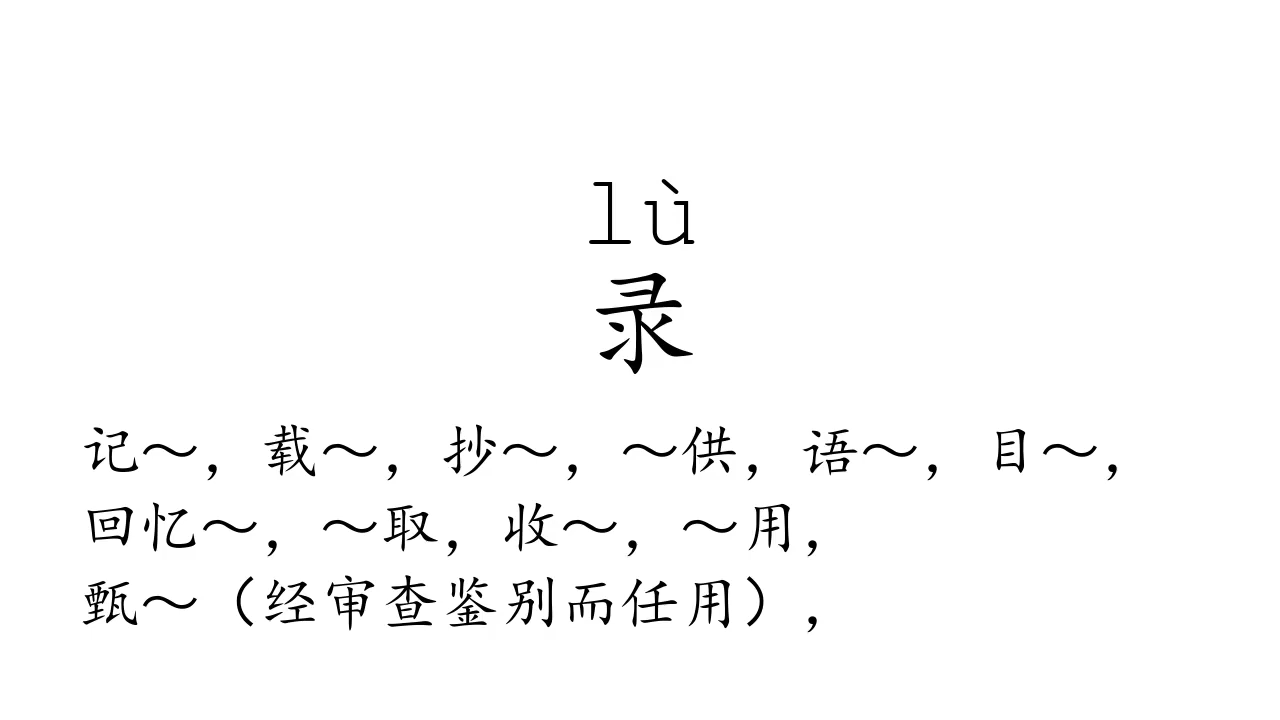 lù
录
记～，载～，抄～，～供，语～，目～，
回忆～，～取，收～，～用，
甄～（经审查鉴别而任用），